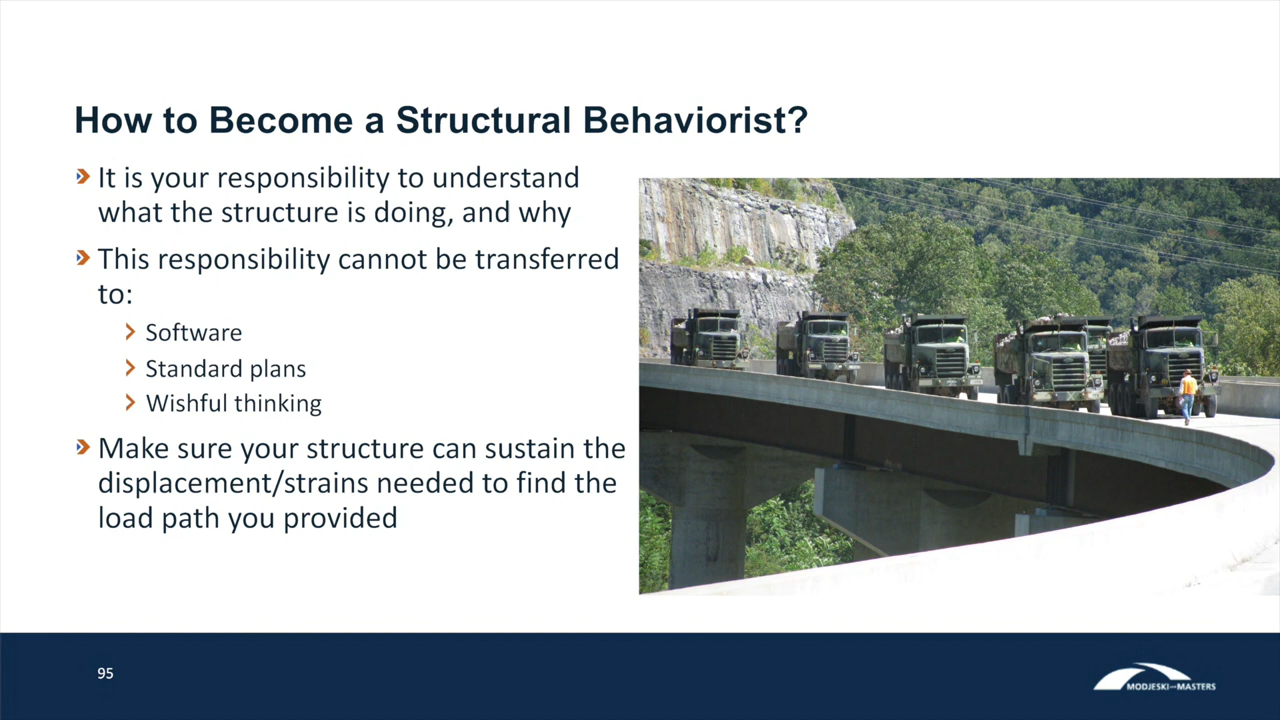 How to Become a Structural Behaviorist?
It is your responsibility to understand
what the structure is doing, and why
This responsibility cannot be transferred
to:
Software
Standard plans
Wishful thinking
Make sure your structure can sustain the
displacement/strains needed to find the
load path you provided
95
MODJESKI and MASTERS